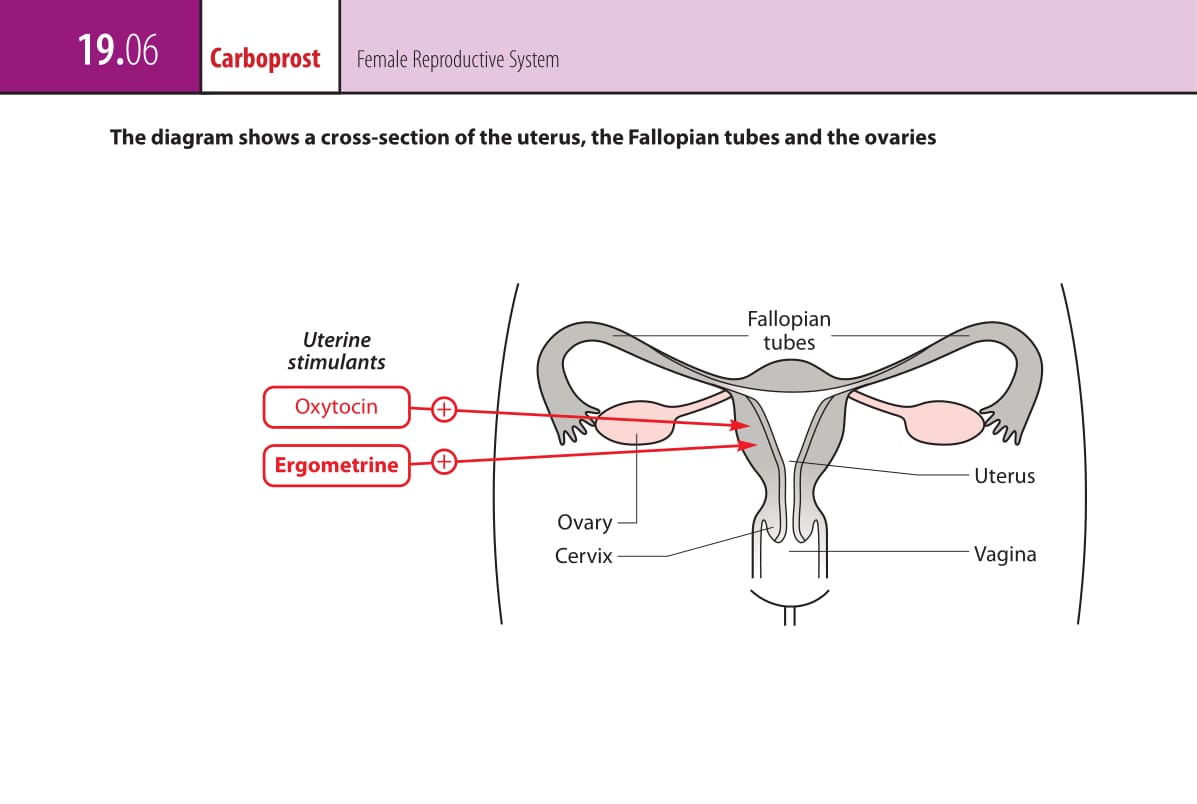 19.06
Carboprost
Female Reproductive System
The diagram shows a cross-section of the uterus, the Fallopian tubes and the ovaries
Uterine
stimulants
Oxytocin
Ergometrine
Fallopian
tubes
Ovary
Cervix
Uterus
Vagina